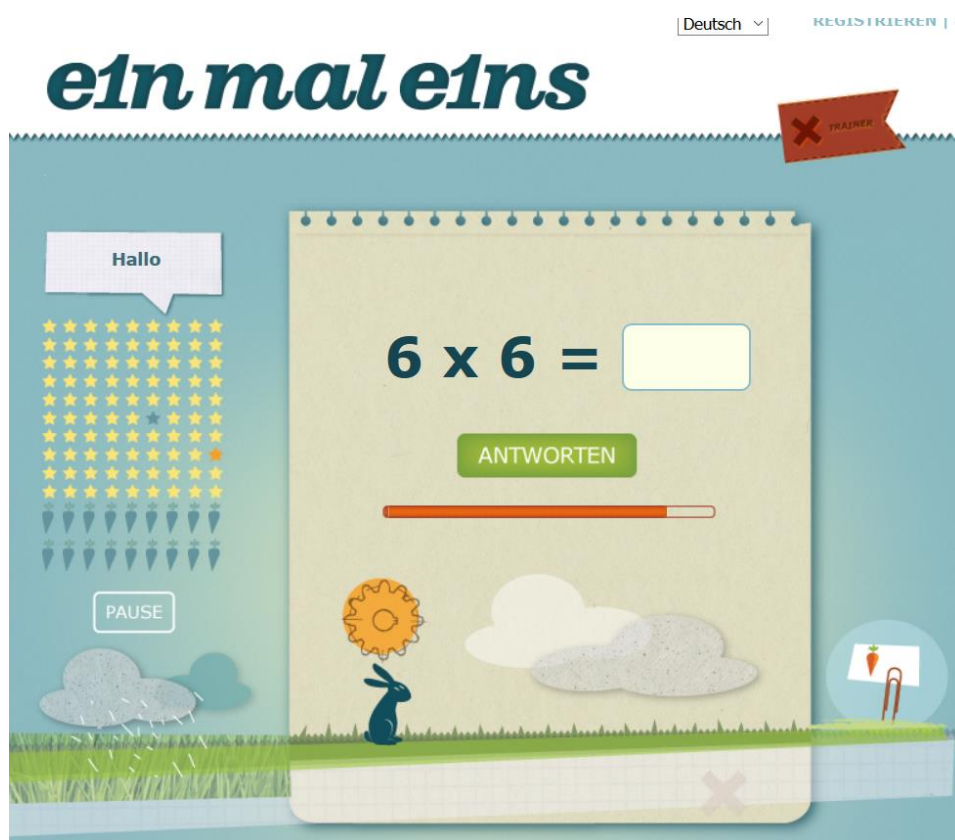 Deutsch
REGISTRIEREN |
e1n mal e1ns
TRAINER
Hallo
6 x 6 =
ANTWORTEN
PAUSE